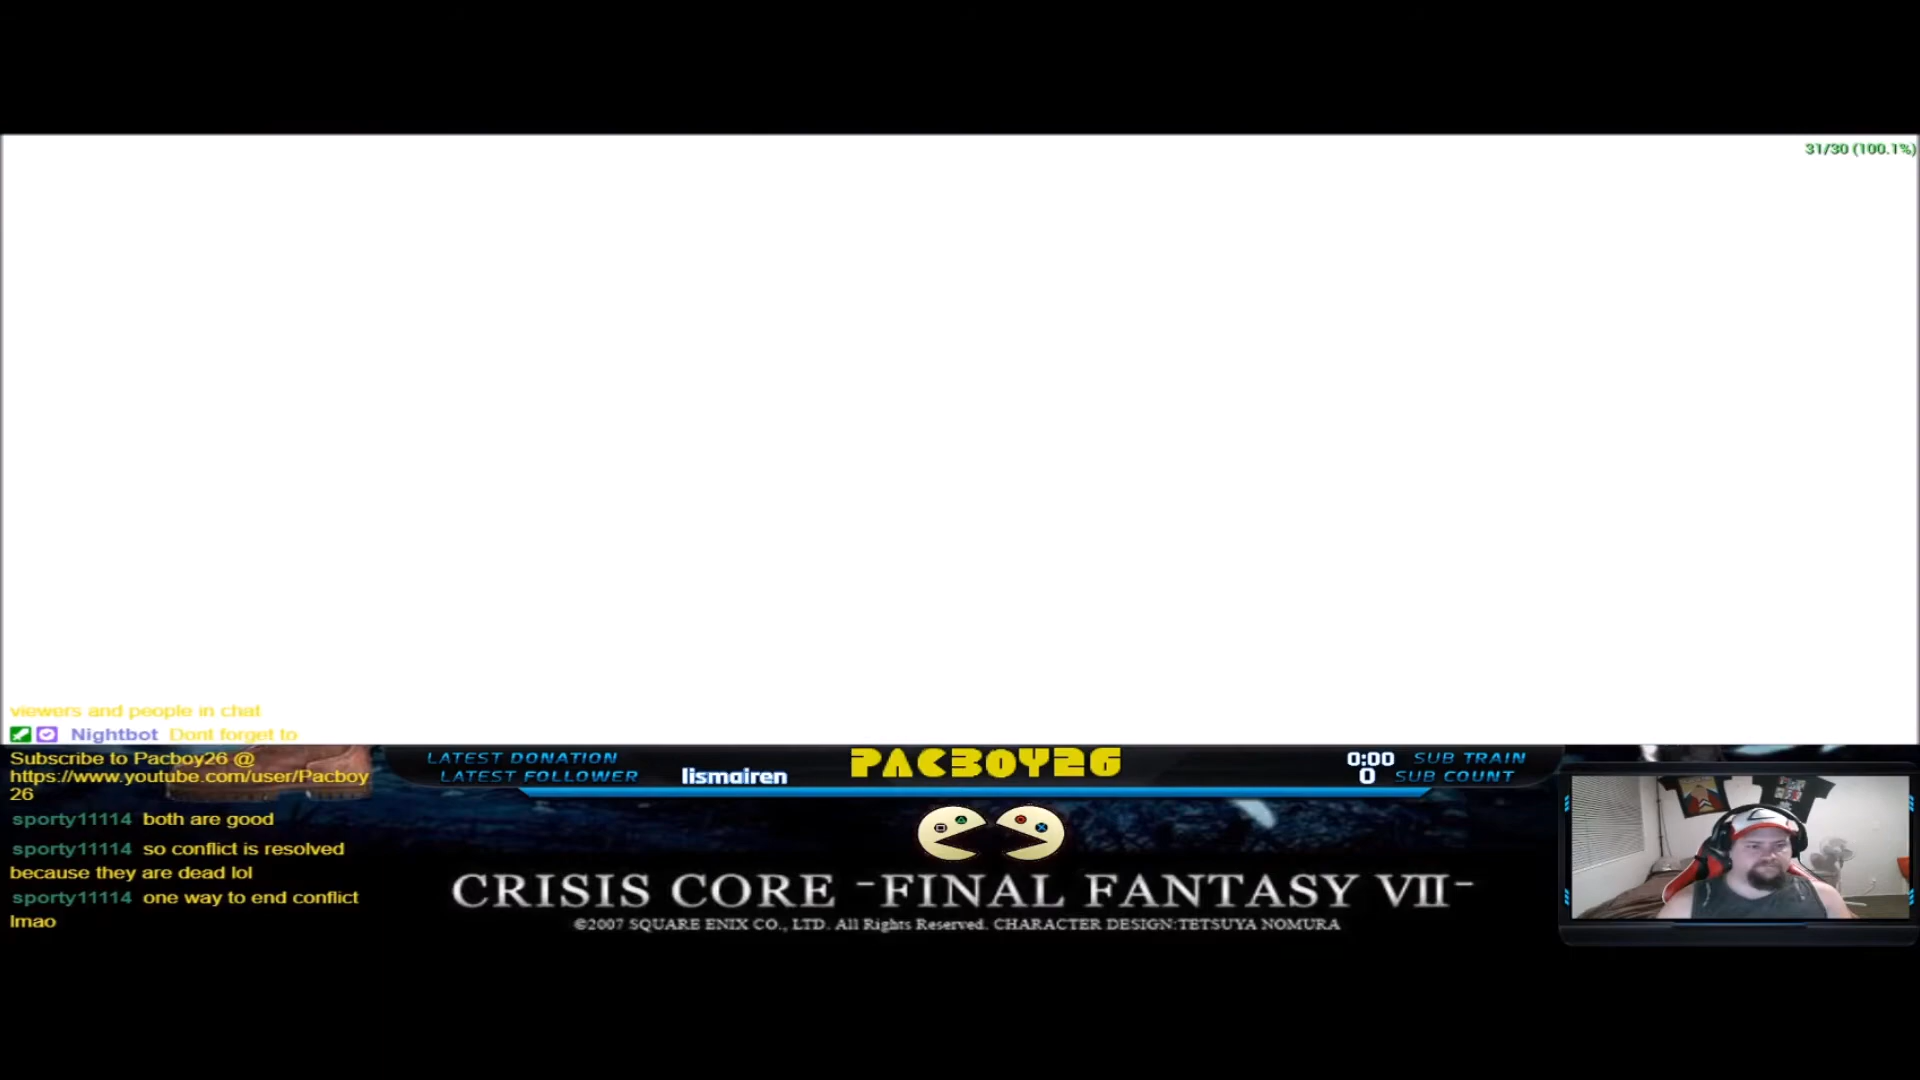 31/30 (100.1%)
viewers and people in chat
Nightbot Dont forget to
Subscribe to Pacboy26 @
https://www.youtube.com/user/Pacboy
26
sporty11114 both are good
sporty11114 so conflict is resolved
because they are dead lol
sporty11114 one way to end conflict
lmao
LATEST DONATION
LATEST FOLLOWER lismairen
PACBOY26
0:00 SUB TRAIN
0 SUB COUNT
CRISIS CORE -FINAL FANTASY VII-
©2007 SQUARE ENIX CO., LTD. All Rights Reserved. CHARACTER DESIGN:TETSUYA NOMURA